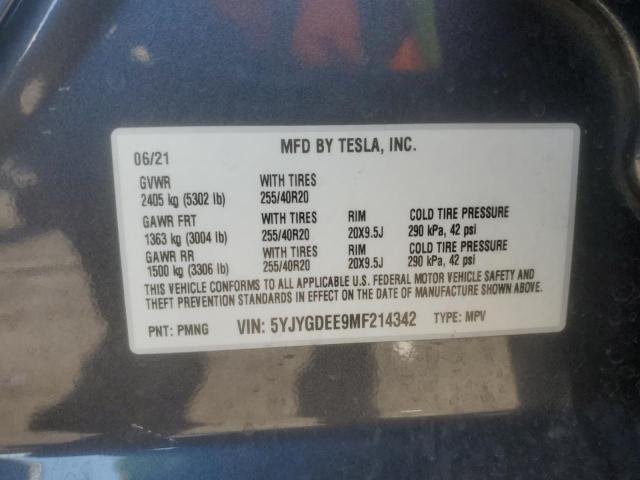 06/21 MFD BY TESLA, INC.
GVWR WITH TIRES
2405 kg (5302 lb) 255/40R20
GAWR FRT WITH TIRES RIM COLD TIRE PRESSURE
1363 kg (3004 lb) 255/40R20 20X9.5J 290 kPa, 42 psi
GAWR RR WITH TIRES RIM COLD TIRE PRESSURE
1500 kg (3306 lb) 255/40R20 20X9.5J 290 kPa, 42 psi
THIS VEHICLE CONFORMS TO ALL APPLICABLE U.S. FEDERAL MOTOR VEHICLE SAFETY AND
THEFT PREVENTION STANDARDS IN EFFECT ON THE DATE OF MANUFACTURE SHOWN ABOVE.
PNT: PMNG VIN: 5YJYGDEE9MF214342 TYPE: MPV